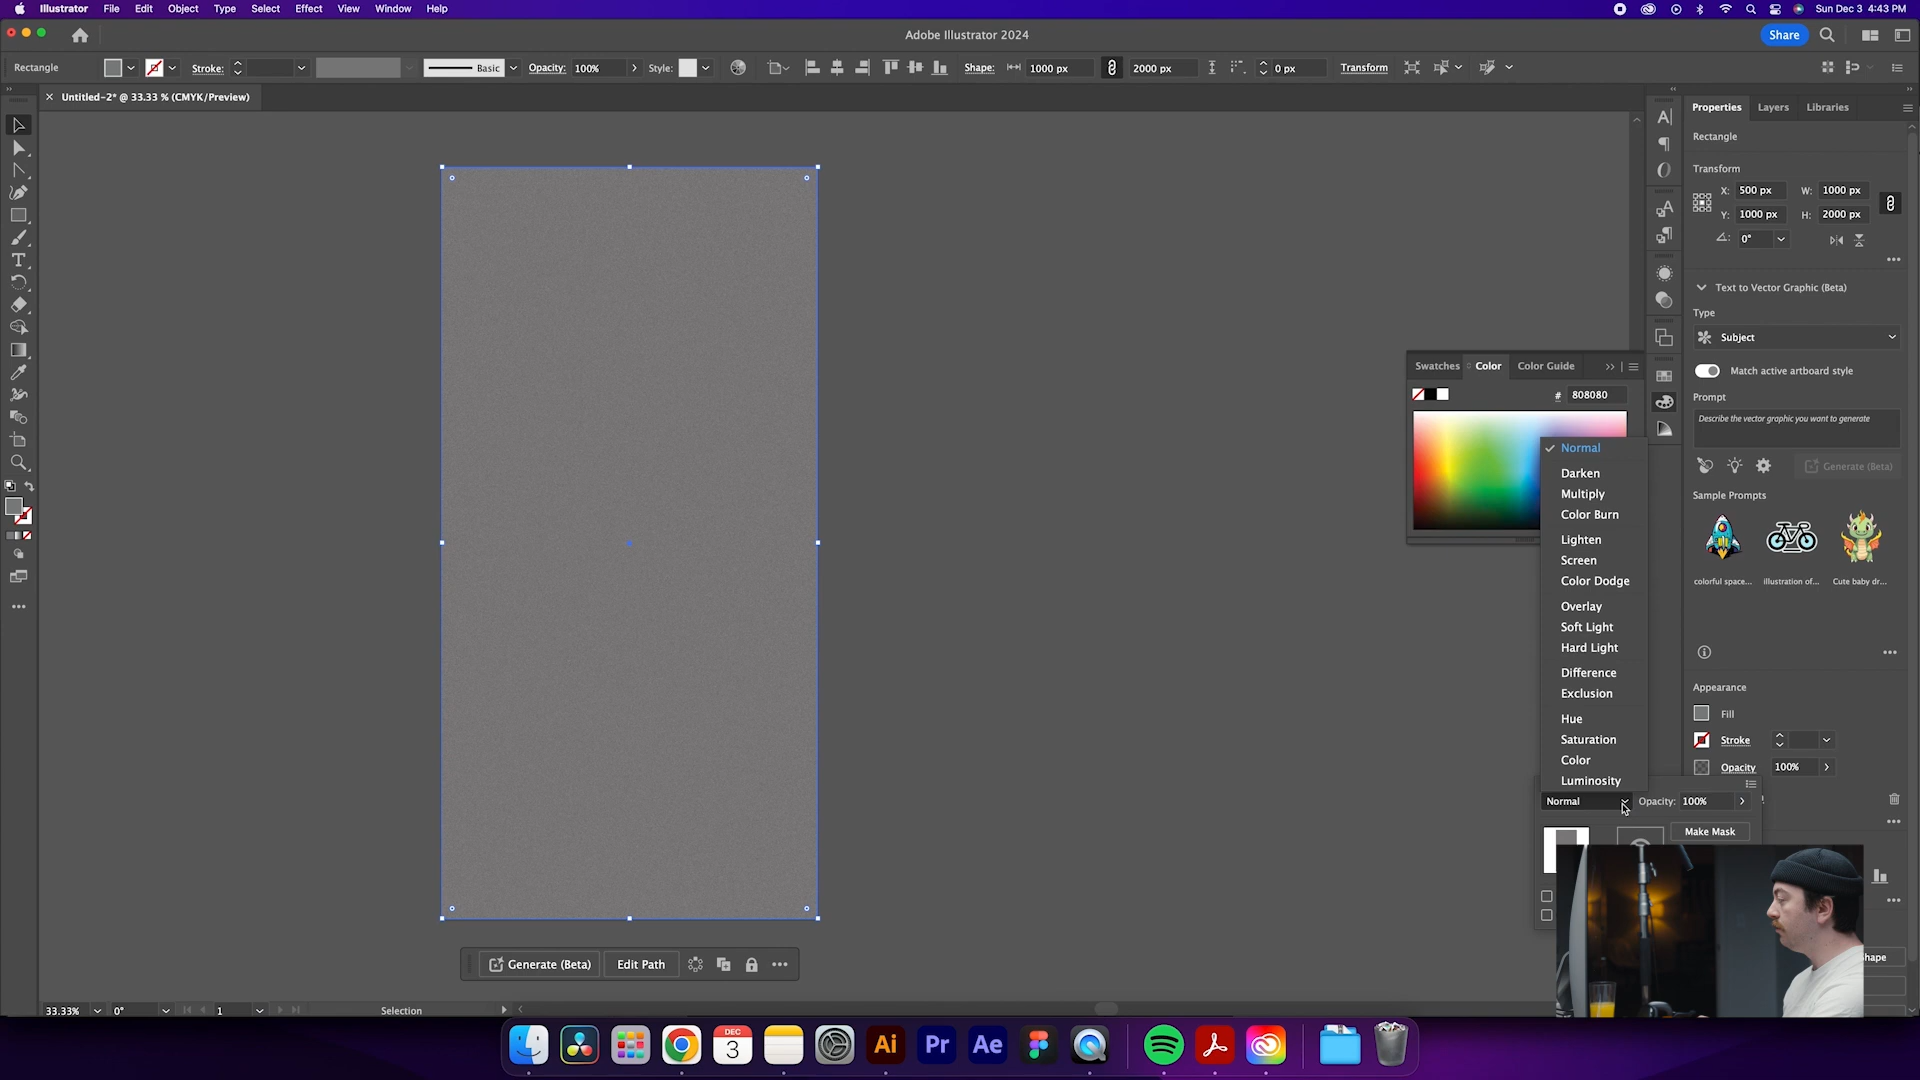 Illustrator File Edit Object Type Select Effect View Window Help
Sun Dec 3 4:43 PM
Adobe Illustrator 2024
Share
Rectangle
Stroke:
Basic
Opacity: 100%
Style:
Shape: 1000 px
2000 px
0 px
Transform
Untitled-2* @ 33.33 % (CMYK/Preview)
Properties Layers Libraries
Rectangle
Transform
X: 500 px W: 1000 px
Y: 1000 px H: 2000 px
0°
Text to Vector Graphic (Beta)
Type
Subject
Match active artboard style
Prompt
Describe the vector graphic you want to generate
Generate (Beta)
Sample Prompts
colorful space... illustration of... Cute baby dr...
Appearance
Fill
Stroke
Opacity 100%
Swatches Color Color Guide
# 808080
Normal
Darken
Multiply
Color Burn
Lighten
Screen
Color Dodge
Overlay
Soft Light
Hard Light
Difference
Exclusion
Hue
Saturation
Color
Luminosity
Normal Opacity: 100%
Make Mask
Generate (Beta) Edit Path
33.33% 0° 1 Selection
DEC
3
Ai Pr Ae